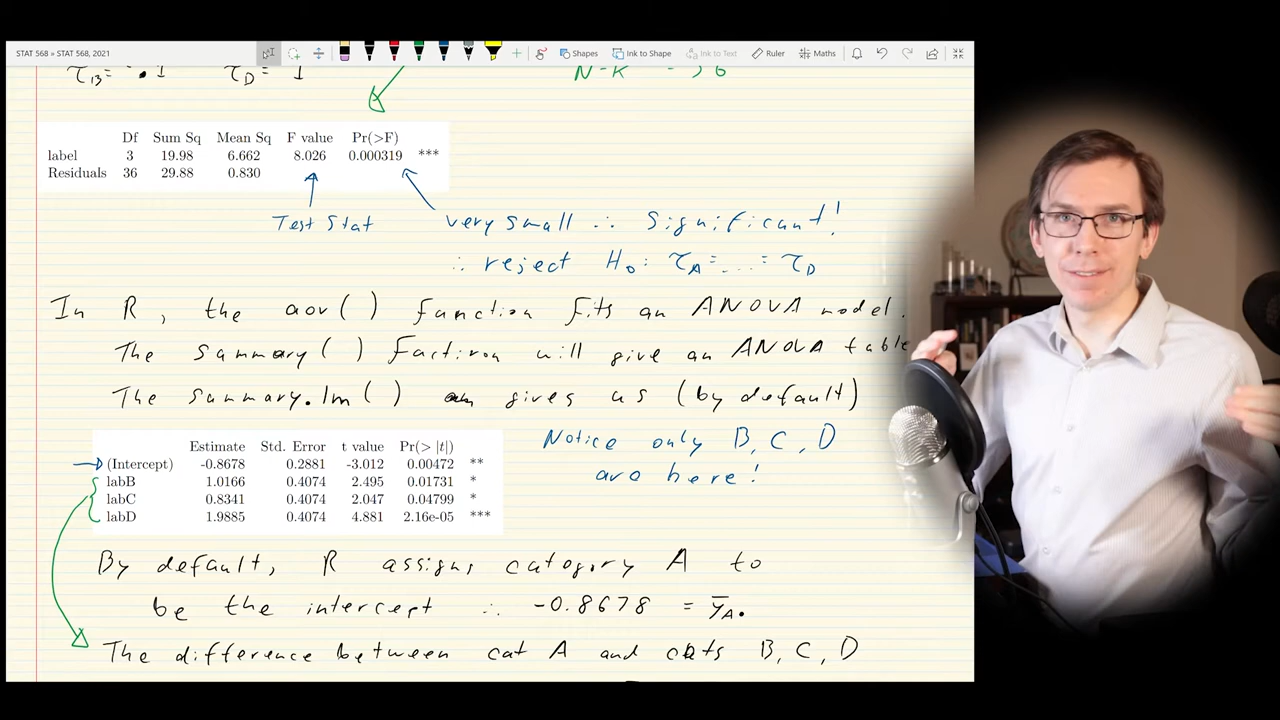 STAT 568 » STAT 568, 2021
Shapes Ink to Shape Ink to Text Ruler Maths
τB = -.1 τD = 1 N-K = 36
Df Sum Sq Mean Sq F value Pr(>F)
label 3 19.98 6.662 8.026 0.000319 ***
Residuals 36 29.88 0.830
Test Stat very small ∴ Significant!
∴ reject H0: τA = ... = τD
In R, the aov( ) function fits an ANOVA model.
The summary( ) Factiron will give an ANOVA table
The summary.lm( ) gives us (by default)
Estimate Std. Error t value Pr(> |t|)
(Intercept) -0.8678 0.2881 -3.012 0.00472 **
labB 1.0166 0.4074 2.495 0.01731 *
labC 0.8341 0.4074 2.047 0.04799 *
labD 1.9885 0.4074 4.881 2.16e-05 ***
Notice only B, C, D
are here!
By default, R assigns category A to
be the intercept ∴ -0.8678 = ȳA.
The difference between cat A and cats B, C, D